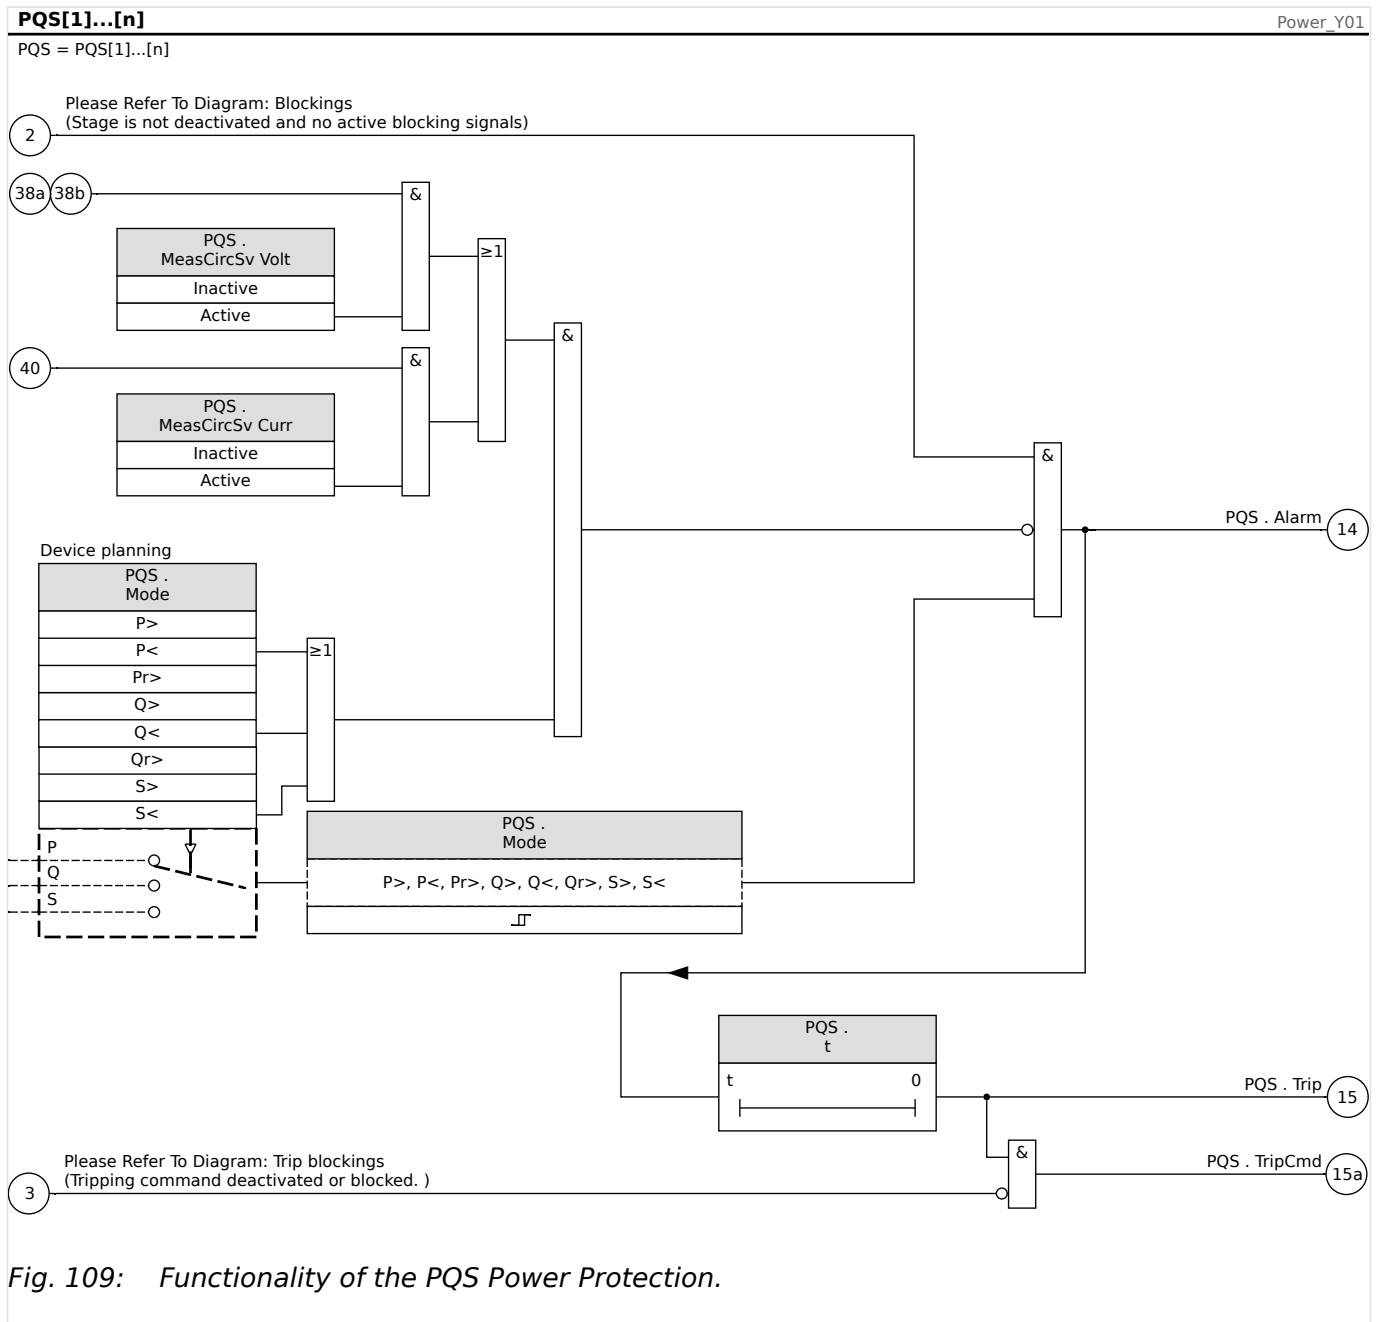 PQS[1]...[n]
Power_Y01
PQS = PQS[1]...[n]
Please Refer To Diagram: Blockings
(Stage is not deactivated and no active blocking signals)
2
38a
38b
&
PQS .
MeasCircSv Volt
Inactive
Active
≥1
&
40
&
PQS .
MeasCircSv Curr
Inactive
Active
&
PQS . Alarm
14
Device planning
PQS .
Mode
P>
P<
Pr>
Q>
Q<
Qr>
S>
S<
≥1
P
Q
S
PQS .
Mode
P>, P<, Pr>, Q>, Q<, Qr>, S>, S<
PQS .
t
t
0
PQS . Trip
15
Please Refer To Diagram: Trip blockings
(Tripping command deactivated or blocked. )
3
&
PQS . TripCmd
15a
Fig. 109: Functionality of the PQS Power Protection.